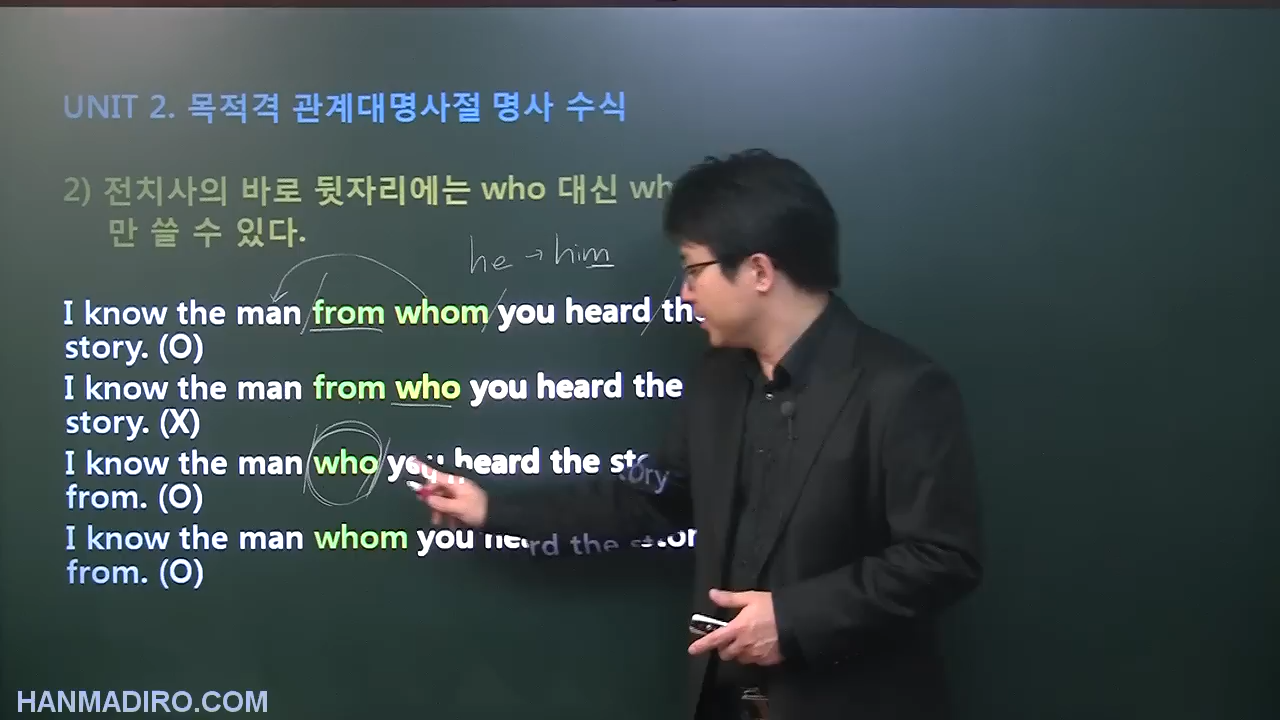 UNIT 2. 목적격 관계대명사절 명사 수식
2) 전치사의 바로 뒷자리에는 who 대신
만 쓸 수 있다.
he → him
I know the man from whom you heard
story. (O)
I know the man from who you heard the
story. (X)
I know the man who you heard the story
from. (O)
I know the man whom you heard the story
from. (O)
HANMADIRO.COM